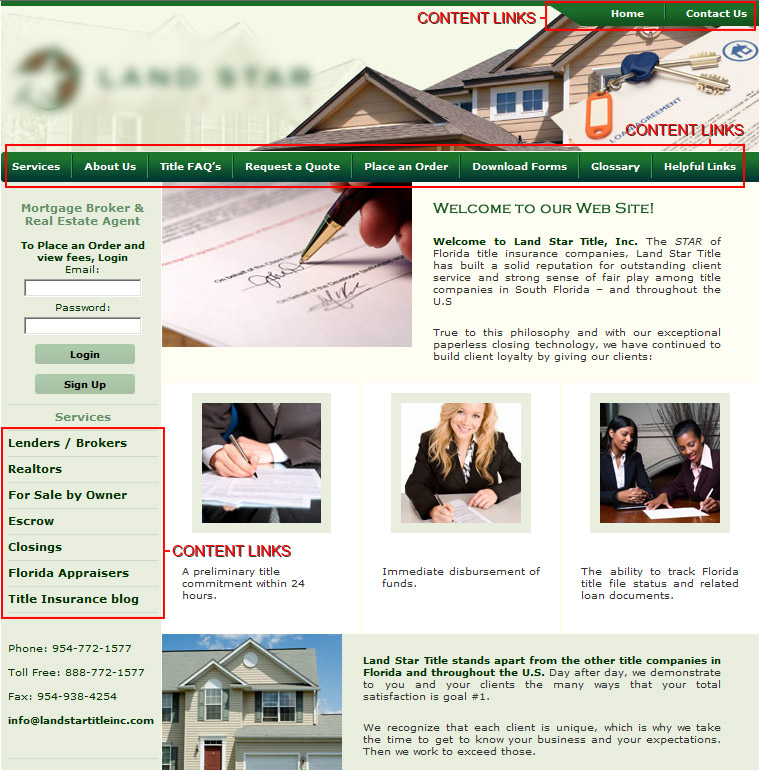 CONTENT LINKS
Home
Contact Us
LAND STAR
LOAN AGREEMENT
CONTENT LINKS
Services
About Us
Title FAQ's
Request a Quote
Place an Order
Download Forms
Glossary
Helpful Links
Mortgage Broker &
Real Estate Agent
To Place an Order and
view fees, Login
Email:
Password:
Login
Sign Up
Services
Lenders / Brokers
Realtors
For Sale by Owner
Escrow
Closings
Florida Appraisers
Title Insurance blog
CONTENT LINKS
Phone: 954-772-1577
Toll Free: 888-772-1577
Fax: 954-938-4254
info@landstartitleinc.com
Welcome to our Web Site!
Welcome to Land Star Title, Inc. The STAR of
Florida title insurance companies, Land Star Title
has built a solid reputation for outstanding client
service and strong sense of fair play among title
companies in South Florida – and throughout the
U.S
True to this philosophy and with our exceptional
paperless closing technology, we have continued to
build client loyalty by giving our clients:
A preliminary title
commitment within 24
hours.
Immediate disbursement of
funds.
The ability to track Florida
title file status and related
loan documents.
Land Star Title stands apart from the other title companies in
Florida and throughout the U.S. Day after day, we demonstrate
to you and your clients the many ways that your total
satisfaction is goal #1.
We recognize that each client is unique, which is why we take
the time to get to know your business and your expectations.
Then we work to exceed those.